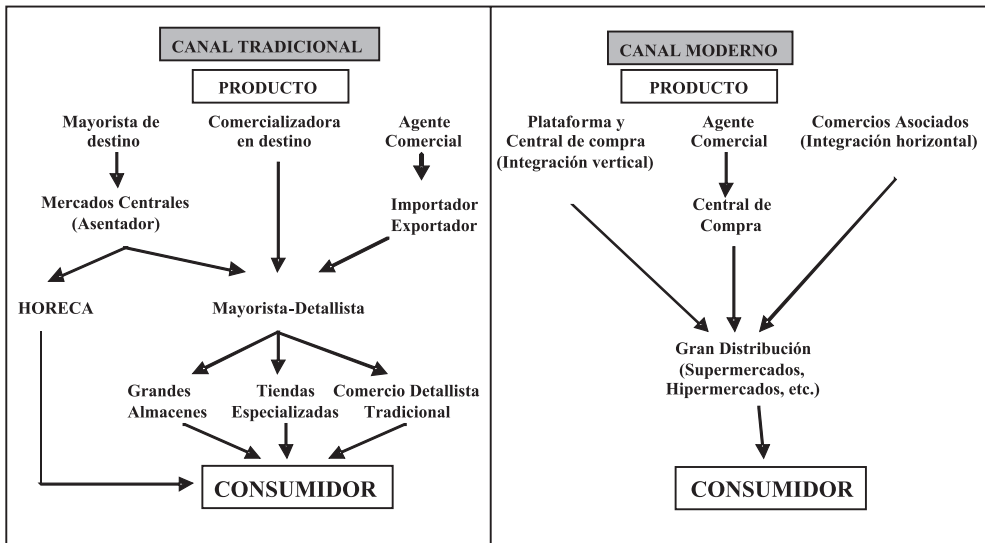 CANAL TRADICIONAL
PRODUCTO
Mayorista de
destino
Comercializadora
en destino
Agente
Comercial
Mercados Centrales
(Asentador)
Importador
Exportador
HORECA
Mayorista-Detallista
Grandes
Almacenes
Tiendas
Especializadas
Comercio Detallista
Tradicional
CONSUMIDOR
CANAL MODERNO
PRODUCTO
Plataforma y
Central de compra
(Integración vertical)
Agente
Comercial
Comercios Asociados
(Integración horizontal)
Central de
Compra
Gran Distribución
(Supermercados,
Hipermercados, etc.)
CONSUMIDOR